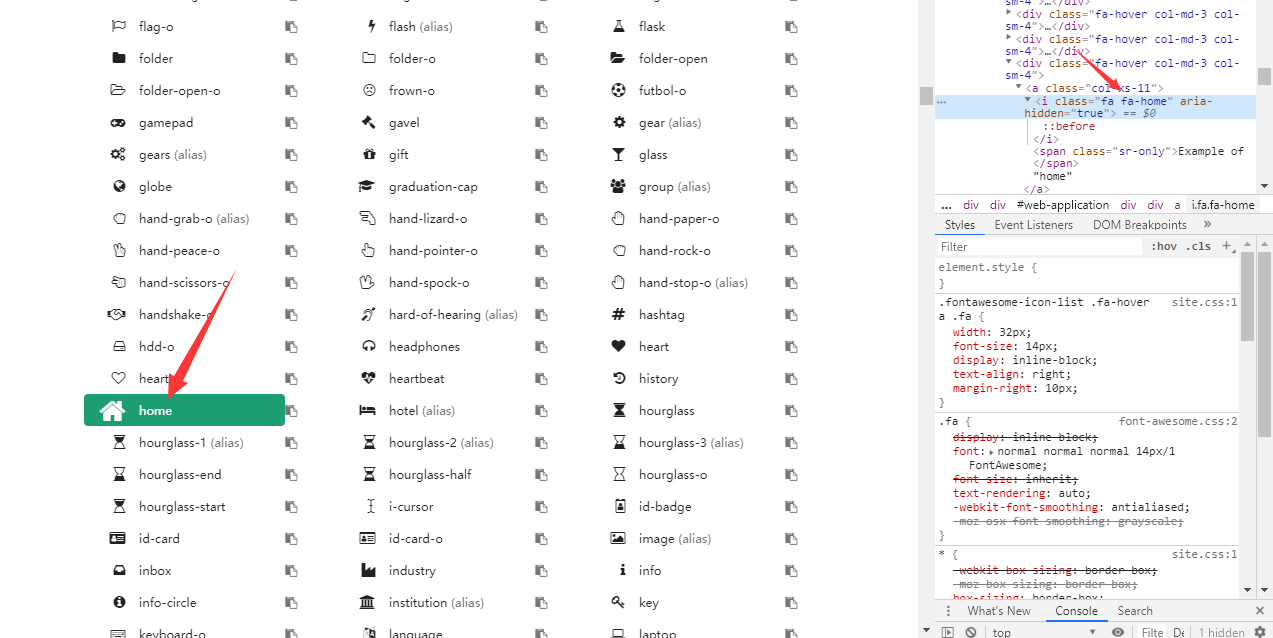 flag-o flash (alias) flask
folder folder-o folder-open
folder-open-o frown-o futbol-o
gamepad gavel gear (alias)
gears (alias) gift glass
globe graduation-cap group (alias)
hand-grab-o (alias) hand-lizard-o hand-paper-o
hand-peace-o hand-pointer-o hand-rock-o
hand-scissors-o hand-spock-o hand-stop-o (alias)
handshake-o hard-of-hearing (alias) hashtag
hdd-o headphones heart
heart heartbeat history
home hotel (alias) hourglass
hourglass-1 (alias) hourglass-2 (alias) hourglass-3 (alias)
hourglass-end hourglass-half hourglass-o
hourglass-start i-cursor id-badge
id-card id-card-o image (alias)
inbox industry info
info-circle institution (alias) key
keyboard-o language laptop
sm-4">…</div>
<div class="fa-hover col-md-3 col-
sm-4">…</div>
<div class="fa-hover col-md-3 col-
sm-4">…</div>
<div class="fa-hover col-md-3 col-
sm-4">
<a class="col-xs-11">
… <i class="fa fa-home" aria-
hidden="true"> == $0
::before
</i>
<span class="sr-only">Example of
</span>
"home"
</a>
... div div #web-application div div a i.fa.fa-home
Styles Event Listeners DOM Breakpoints »
Filter :hov .cls +
element.style {
}
.fontawesome-icon-list .fa-hover site.css:1
a .fa {
width: 32px;
font-size: 14px;
display: inline-block;
text-align: right;
margin-right: 10px;
}
.fa { font-awesome.css:2
display: inline-block;
font: normal normal normal 14px/1
FontAwesome;
font-size: inherit;
text-rendering: auto;
-webkit-font-smoothing: antialiased;
-moz-osx-font-smoothing: grayscale;
}
* { site.css:1
-webkit-box-sizing: border-box;
-moz-box-sizing: border-box;
box-sizing: border-box;
What's New Console Search ×
top Filte De 1 hidden